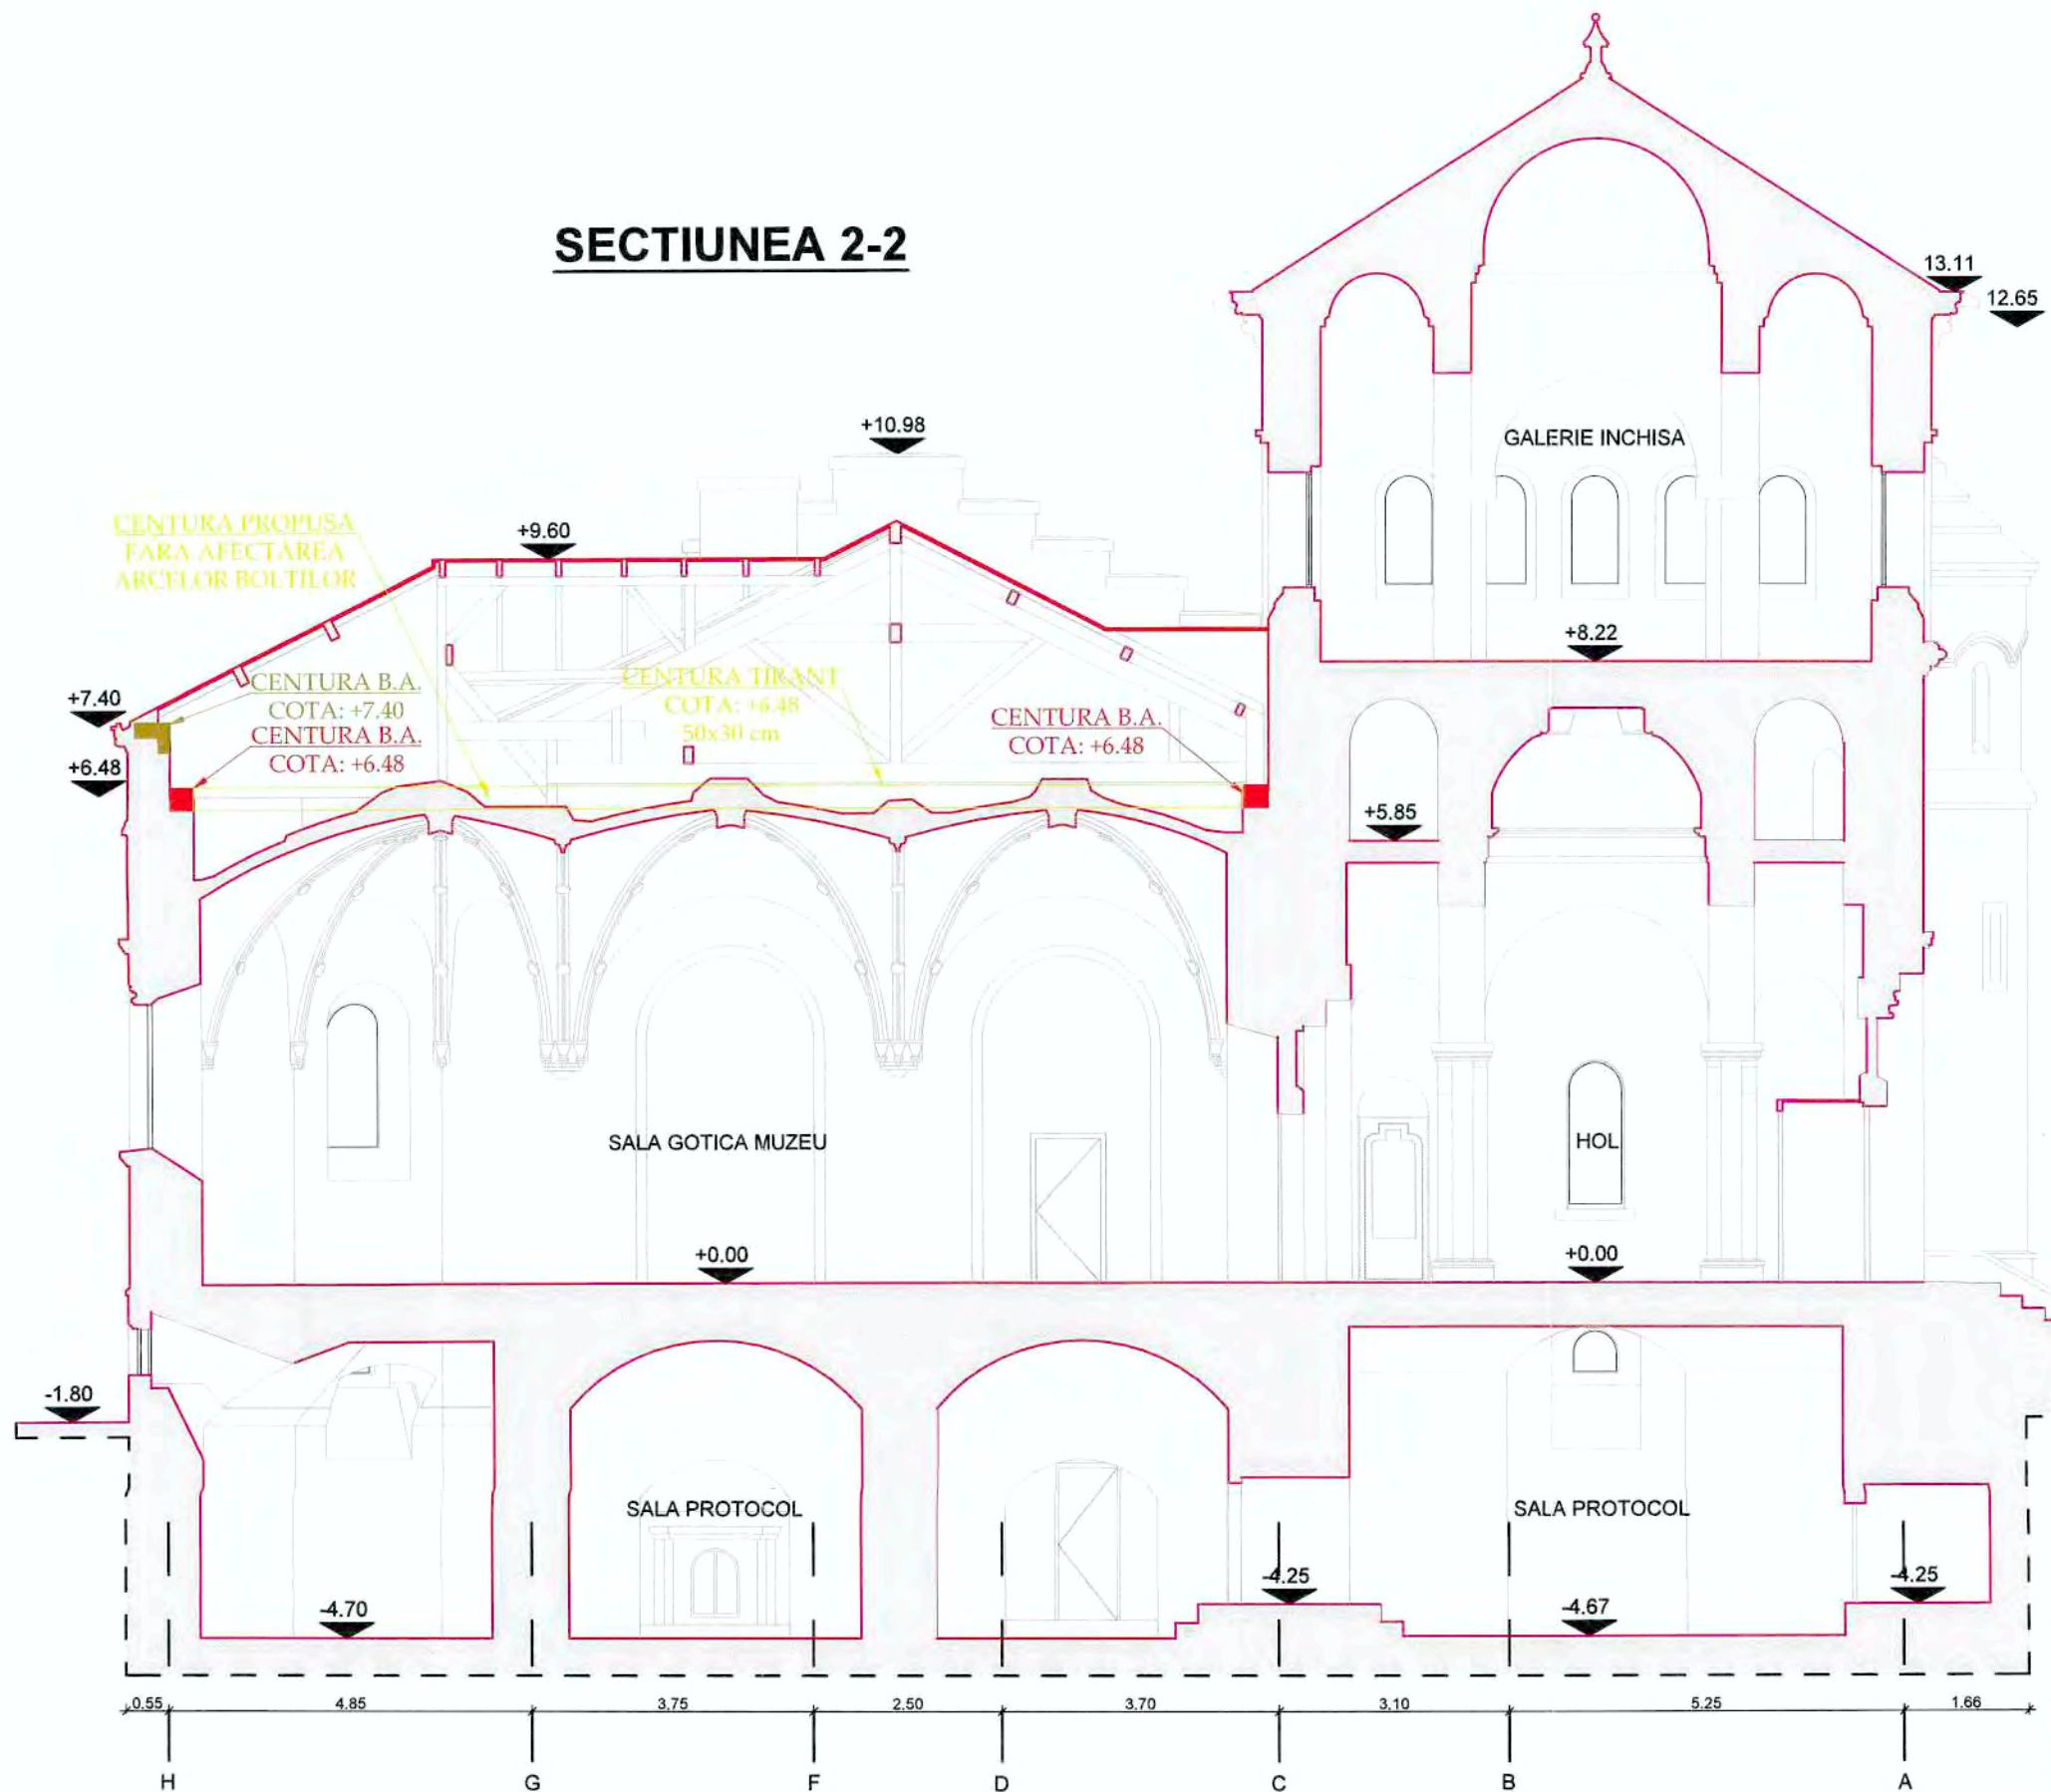 SECTIUNEA 2-2
13.11
12.65
+10.98
GALERIE INCHISA
CENTURA PROPUSA
FARA AFECTAREA
ARCELOR BOLTILOR
+9.60
+8.22
CENTURA B.A.
COTA: +7.40
CENTURA B.A.
COTA: +6.48
CENTURA TIRANT
COTA: +6.48
50x30 cm
CENTURA B.A.
COTA: +6.48
+7.40
+6.48
+5.85
SALA GOTICA MUZEU
HOL
+0.00
+0.00
-1.80
SALA PROTOCOL
SALA PROTOCOL
-4.70
-4.25
-4.67
-4.25
0.55 4.85 3.75 2.50 3.70 3.10 5.25 1.66
H G F D C B A